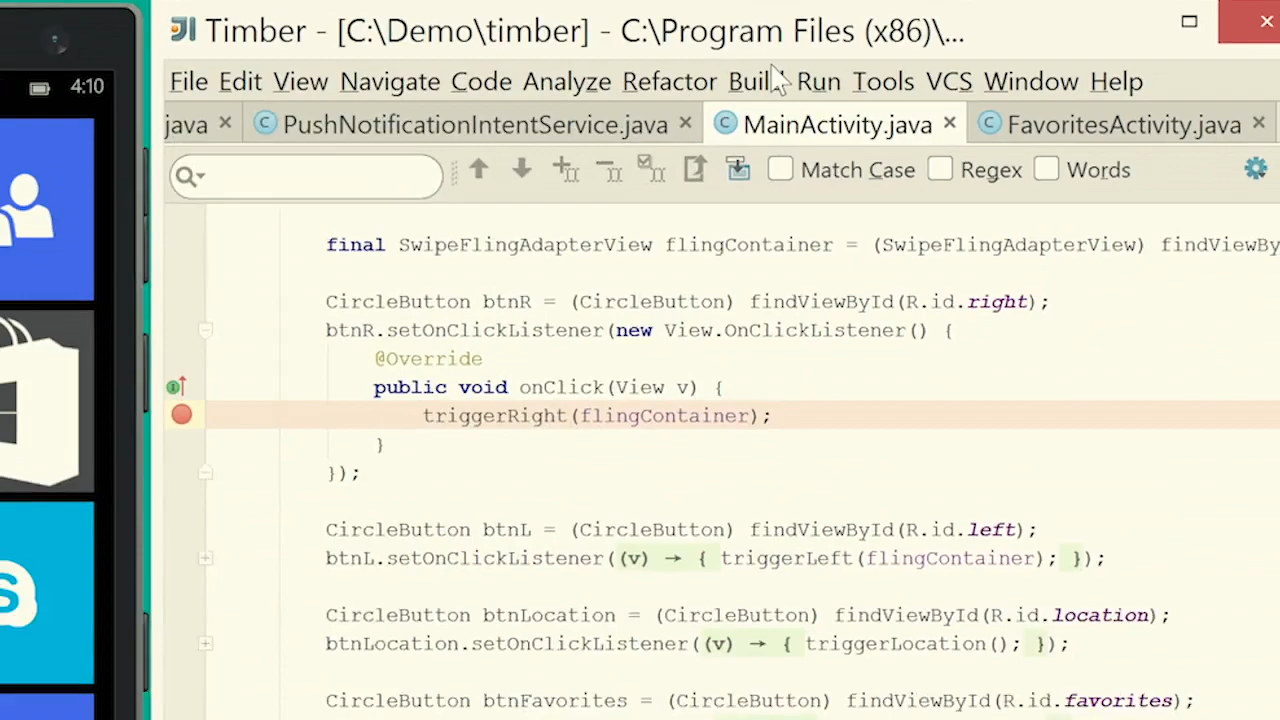 4:10
Timber - [C:\Demo\timber] - C:\Program Files (x86)\...
File Edit View Navigate Code Analyze Refactor Build Run Tools VCS Window Help
java PushNotificationIntentService.java MainActivity.java FavoritesActivity.java
Match Case Regex Words
final SwipeFlingAdapterView flingContainer = (SwipeFlingAdapterView) findViewBy
CircleButton btnR = (CircleButton) findViewById(R.id.right);
btnR.setOnClickListener(new View.OnClickListener() {
@Override
public void onClick(View v) {
triggerRight(flingContainer);
}
});
CircleButton btnL = (CircleButton) findViewById(R.id.left);
btnL.setOnClickListener((v) → { triggerLeft(flingContainer); });
CircleButton btnLocation = (CircleButton) findViewById(R.id.location);
btnLocation.setOnClickListener((v) → { triggerLocation(); });
CircleButton btnFavorites = (CircleButton) findViewById(R.id.favorites);